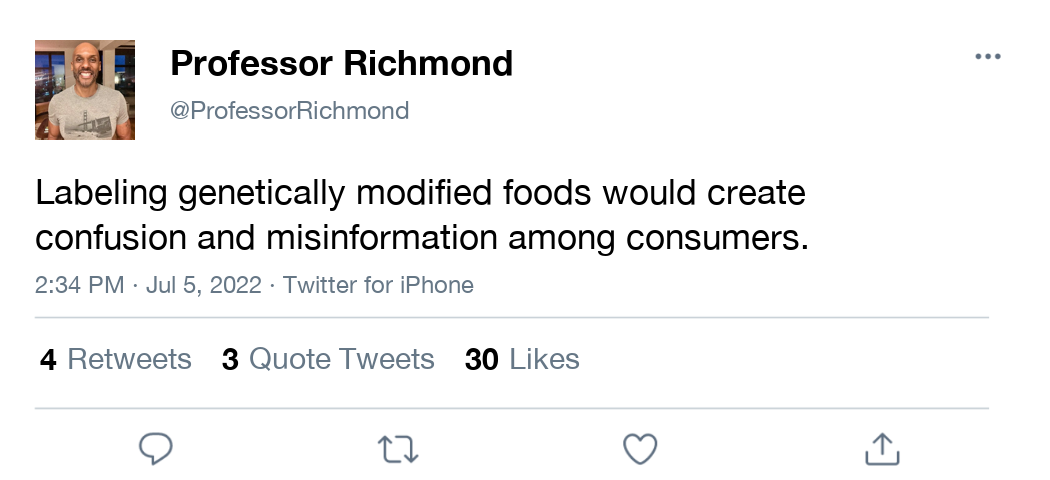 Professor Richmond
@ProfessorRichmond
Labeling genetically modified foods would create
confusion and misinformation among consumers.
2:34 PM · Jul 5, 2022 · Twitter for iPhone
4 Retweets 3 Quote Tweets 30 Likes